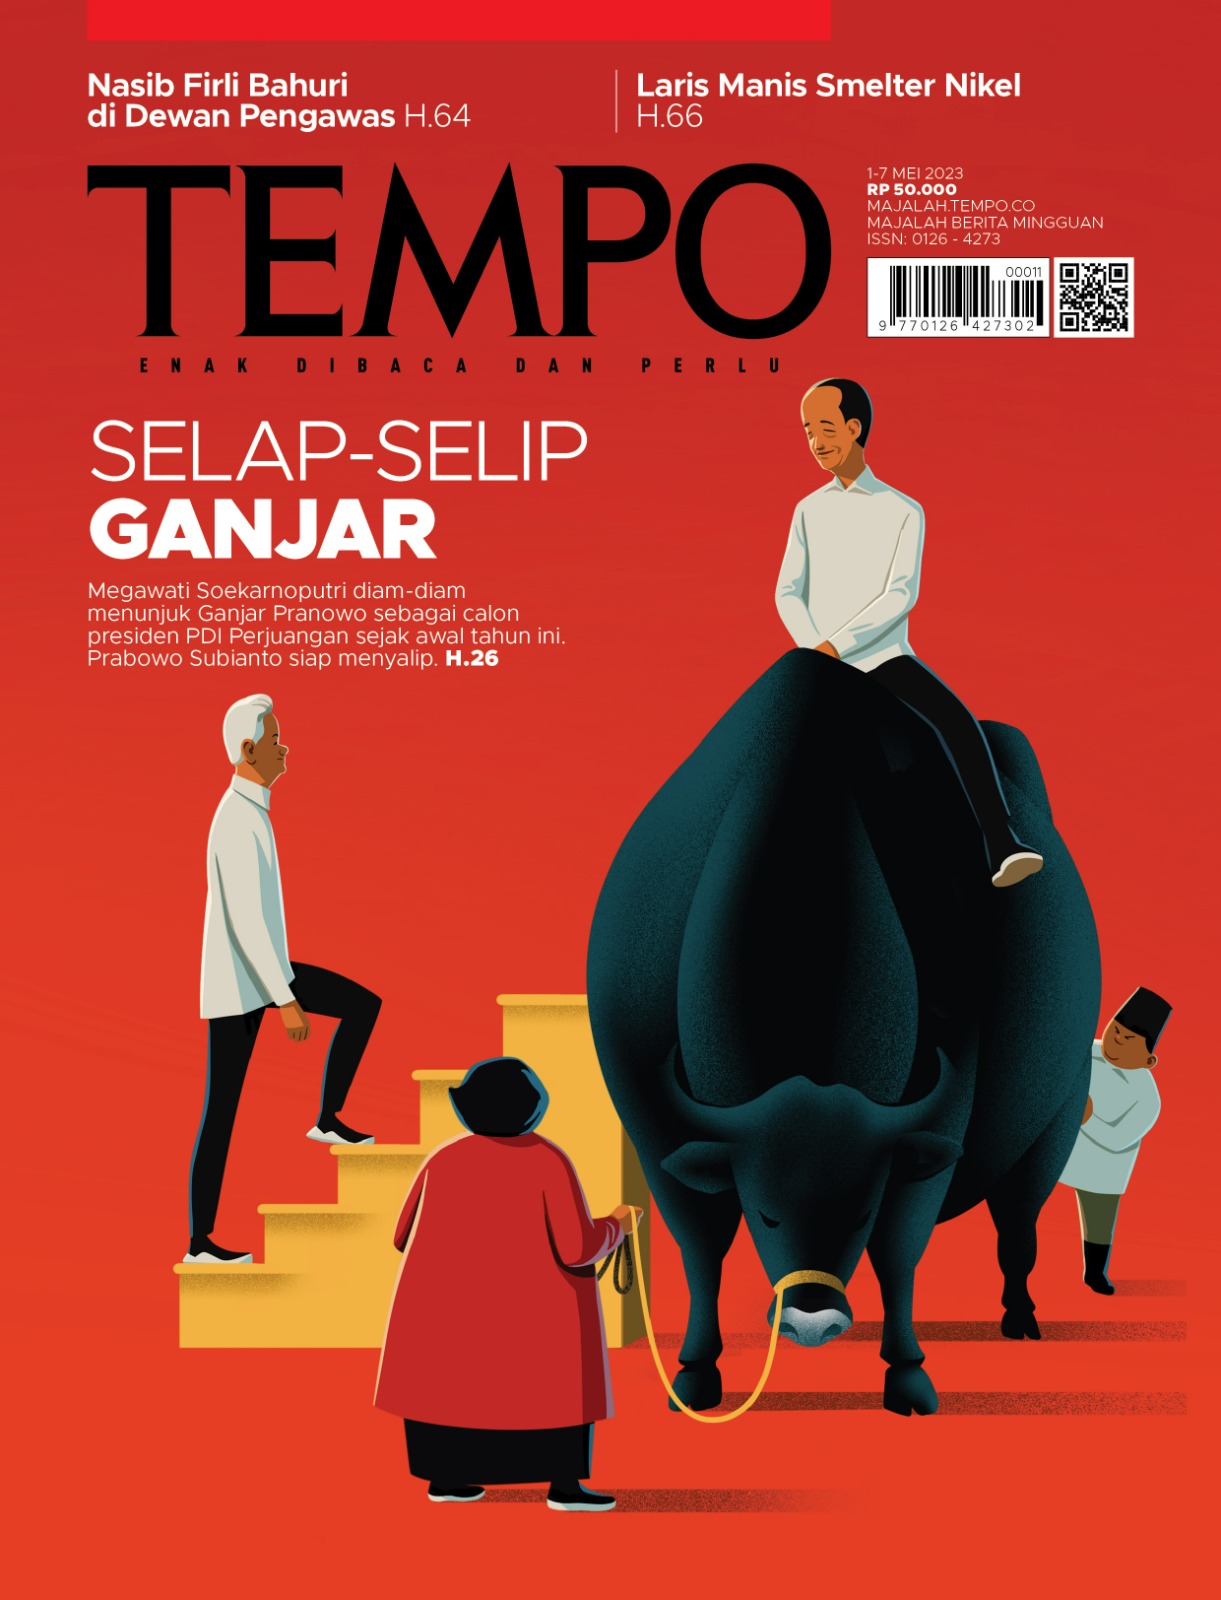 Nasib Firli Bahuri
di Dewan Pengawas H.64
Laris Manis Smelter Nikel
H.66
TEMPO
ENAK DIBACA DAN PERLU
1-7 MEI 2023
RP 50.000
MAJALAH.TEMPO.CO
MAJALAH BERITA MINGGUAN
ISSN: 0126 - 4273
00011
9 770126 427302
SELAP-SELIP
GANJAR
Megawati Soekarnoputri diam-diam
menunjuk Ganjar Pranowo sebagai calon
presiden PDI Perjuangan sejak awal tahun ini.
Prabowo Subianto siap menyalip. H.26